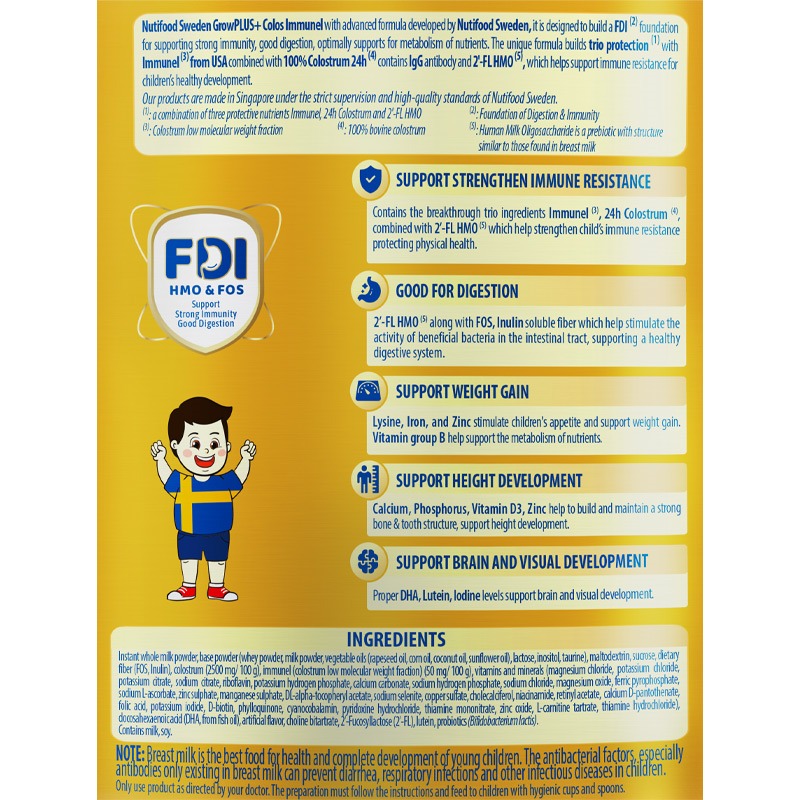 Nutifood Sweden GrowPLUS+ Colos Immunel with advanced formula developed by Nutifood Sweden, it is designed to build a FDI (2) foundation
for supporting strong immunity, good digestion, optimally supports for metabolism of nutrients. The unique formula builds trio protection (1) with
Immunel (3) from USA combined with 100% Colostrum 24h (4) contains IgG antibody and 2'-FL HMO (5), which helps support immune resistance for
children's healthy development.
Our products are made in Singapore under the strict supervision and high-quality standards of Nutifood Sweden.
(1): a combination of three protective nutrients Immunel, 24h Colostrum and 2'-FL HMO
(2): Foundation of Digestion & Immunity
(3): Colostrum low molecular weight fraction
(4): 100% bovine colostrum
(5): Human Milk Oligosaccharide is a prebiotic with structure
similar to those found in breast milk
FDI
HMO & FOS
Support
Strong Immunity
Good Digestion
SUPPORT STRENGTHEN IMMUNE RESISTANCE
Contains the breakthrough trio ingredients Immunel (3), 24h Colostrum (4),
combined with 2'-FL HMO (5) which help strengthen child's immune resistance
protecting physical health.
GOOD FOR DIGESTION
2'-FL HMO (5) along with FOS, Inulin soluble fiber which help stimulate the
activity of beneficial bacteria in the intestinal tract, supporting a healthy
digestive system.
SUPPORT WEIGHT GAIN
Lysine, Iron, and Zinc stimulate children's appetite and support weight gain.
Vitamin group B help support the metabolism of nutrients.
SUPPORT HEIGHT DEVELOPMENT
Calcium, Phosphorus, Vitamin D3, Zinc help to build and maintain a strong
bone & tooth structure, support height development.
SUPPORT BRAIN AND VISUAL DEVELOPMENT
Proper DHA, Lutein, Iodine levels support brain and visual development.
INGREDIENTS
Instant whole milk powder, base powder (whey powder, milk powder, vegetable oils (rapeseed oil, corn oil, coconut oil, sunflower oil), lactose, inositol, taurine), maltodextrin, sucrose, dietary
fiber (FOS, Inulin), colostrum (2500 mg/ 100 g), immunel (colostrum low molecular weight fraction) (50 mg/ 100 g), vitamins and minerals (magnesium chloride, potassium chloride,
potassium citrate, sodium citrate, riboflavin, potassium hydrogen phosphate, calcium carbonate, sodium hydrogen phosphate, sodium chloride, magnesium oxide, ferric pyrophosphate,
sodium L-ascorbate, zinc sulphate, manganese sulphate, DL-alpha-tocopheryl acetate, sodium selenite, copper sulfate, cholecalciferol, niacinamide, retinyl acetate, calcium D-pantothenate,
folic acid, potassium iodide, D-biotin, phylloquinone, cyanocobalamin, pyridoxine hydrochloride, thiamine mononitrate, zinc oxide, L-carnitine tartrate, thiamine hydrochloride),
docosahexaenoic acid (DHA, from fish oil), artificial flavor, choline bitartrate, 2'-Fucosyllactose (2'-FL), lutein, probiotics (Bifidobacterium lactis).
Contains milk, soy.
NOTE: Breast milk is the best food for health and complete development of young children. The antibacterial factors, especially
antibodies only existing in breast milk can prevent diarrhea, respiratory infections and other infectious diseases in children.
Only use product as directed by your doctor. The preparation must follow the instructions and feed to children with hygienic cups and spoons.